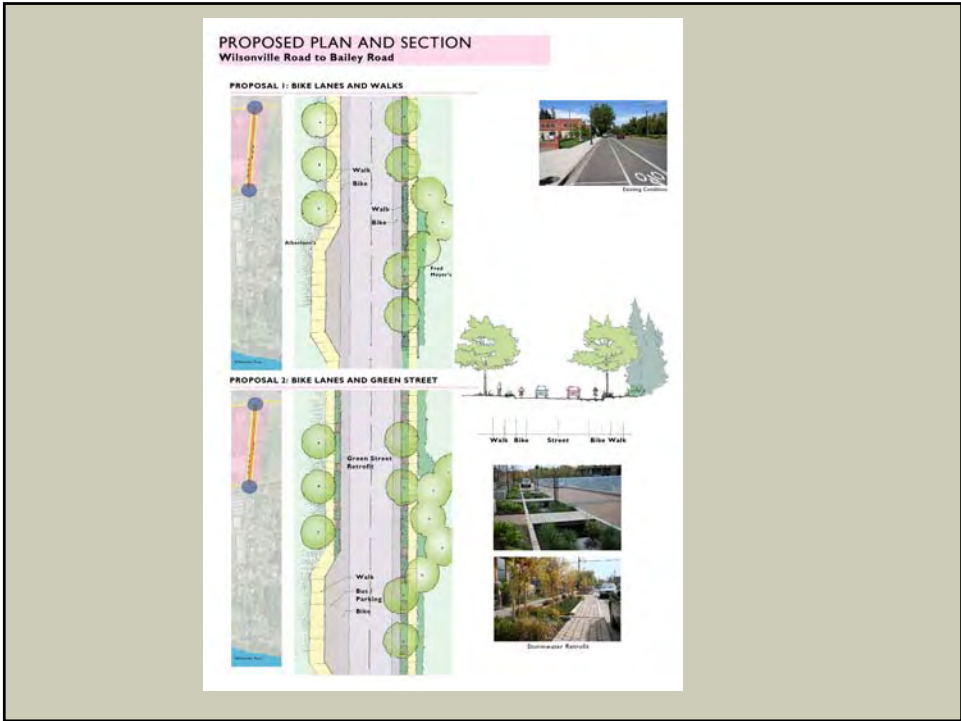 PROPOSED PLAN AND SECTION
Wilsonville Road to Bailey Road
PROPOSAL 1: BIKE LANES AND WALKS
Walk
Bike
Walk
Bike
Albertson's
Fred
Meyer's
Existing Condition
PROPOSAL 2: BIKE LANES AND GREEN STREET
Green Street
Retrofit
Walk
Bus /
Parking
Bike
Walk Bike Street Bike Walk
Stormwater Retrofit